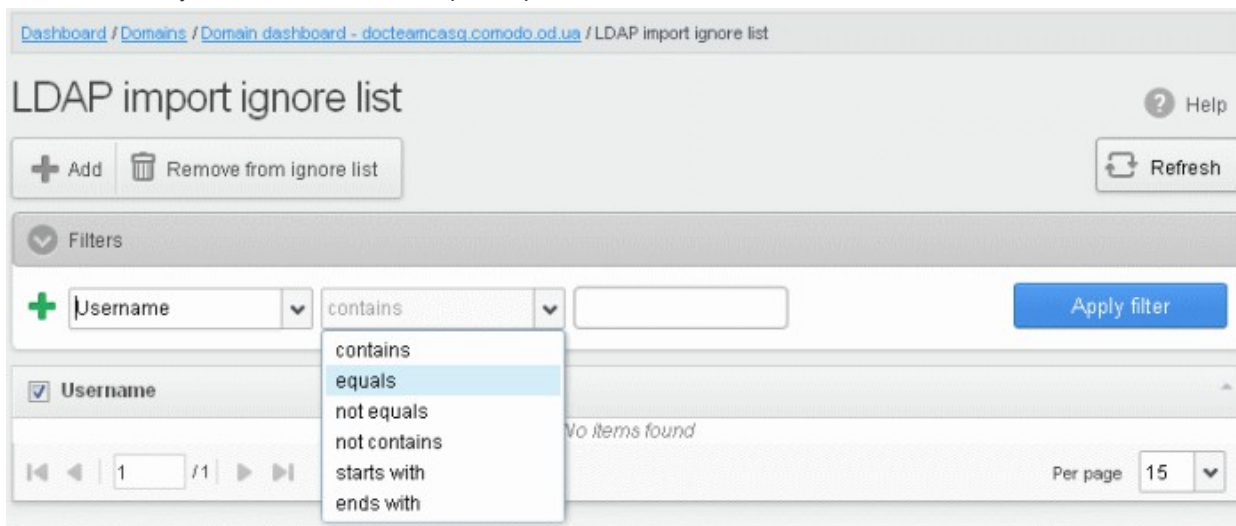 Dashboard / Domains / Domain dashboard - docteamcasg.comodo.od.ua / LDAP import ignore list
LDAP import ignore list
Help
Add Remove from ignore list
Refresh
Filters
Username contains
Apply filter
contains
equals
not equals
not contains
starts with
ends with
Username
No items found
1 /1
Per page 15